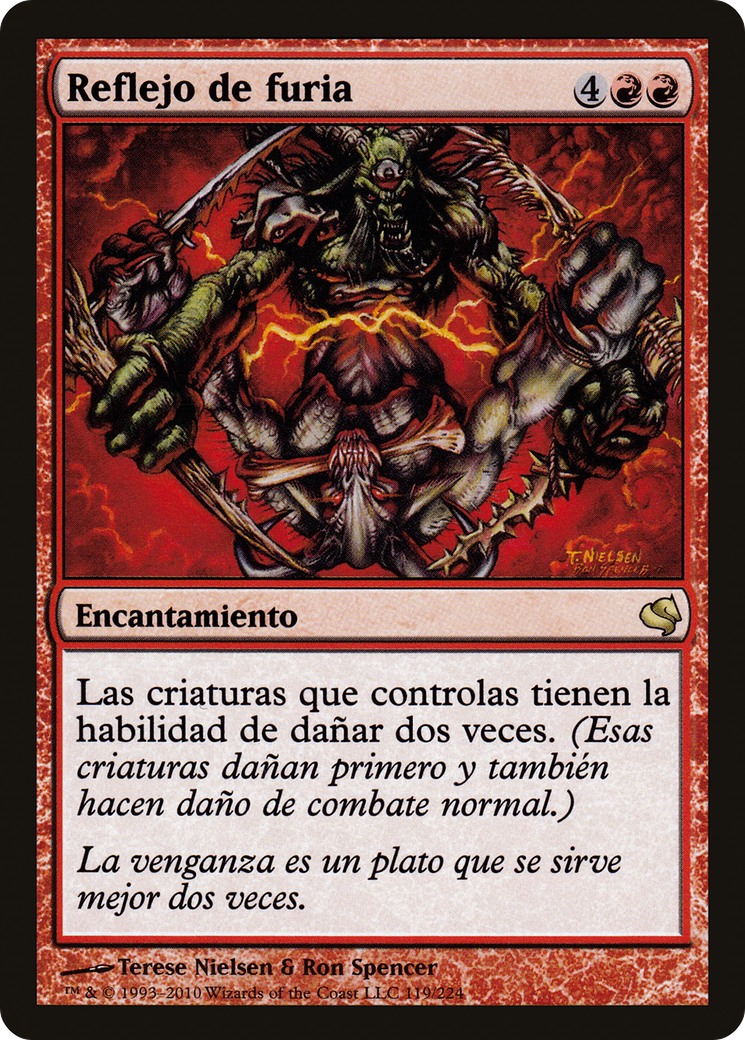 Reflejo de furia
4
T. NIELSEN
RON SPENCER
Encantamiento
Las criaturas que controlas tienen la
habilidad de dañar dos veces. (Esas
criaturas dañan primero y también
hacen daño de combate normal.)
La venganza es un plato que se sirve
mejor dos veces.
Terese Nielsen & Ron Spencer
™ & © 1993–2010 Wizards of the Coast LLC 119/224